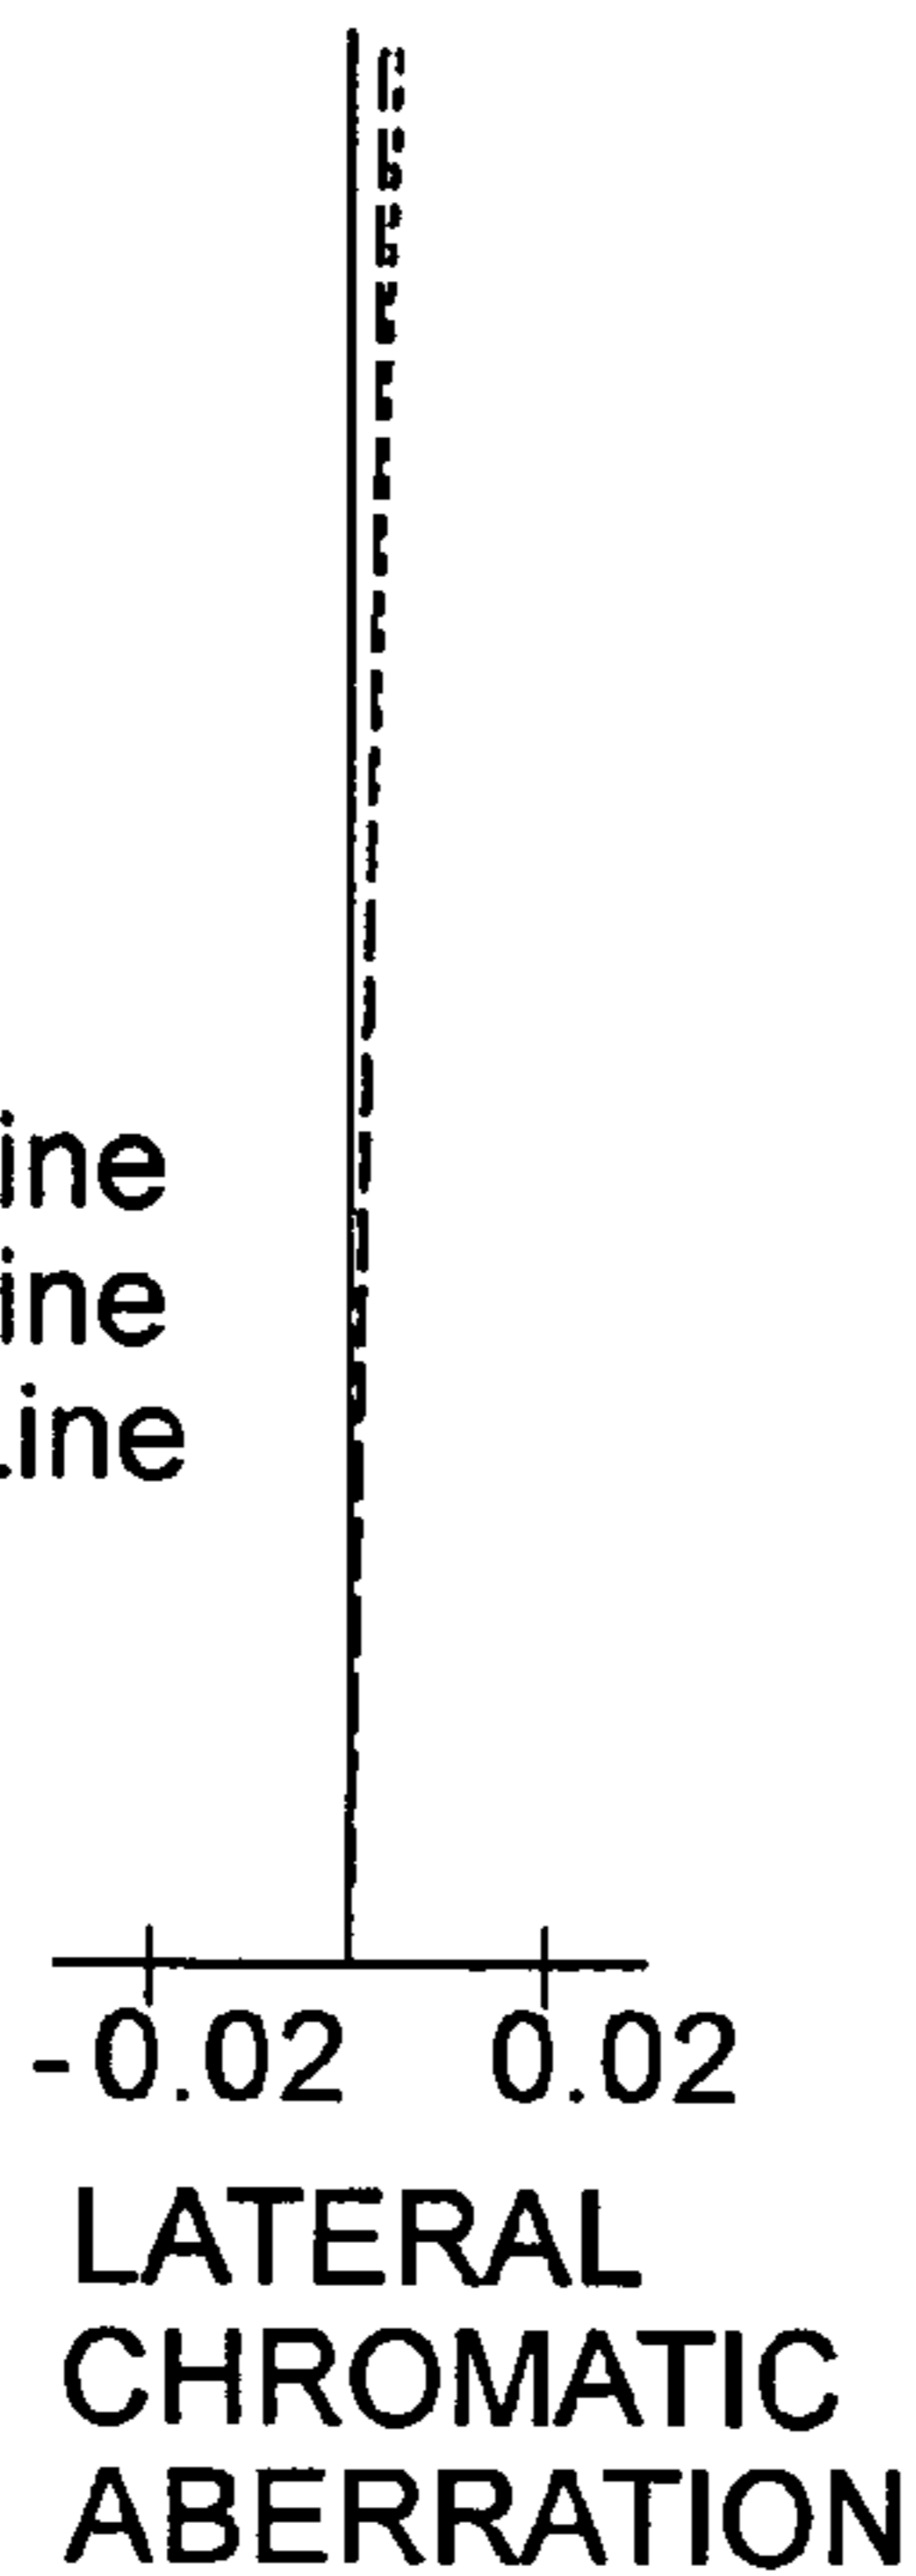 ine
ine
.ine
-0.02 0.02
LATERAL
CHROMATIC
ABERRATION